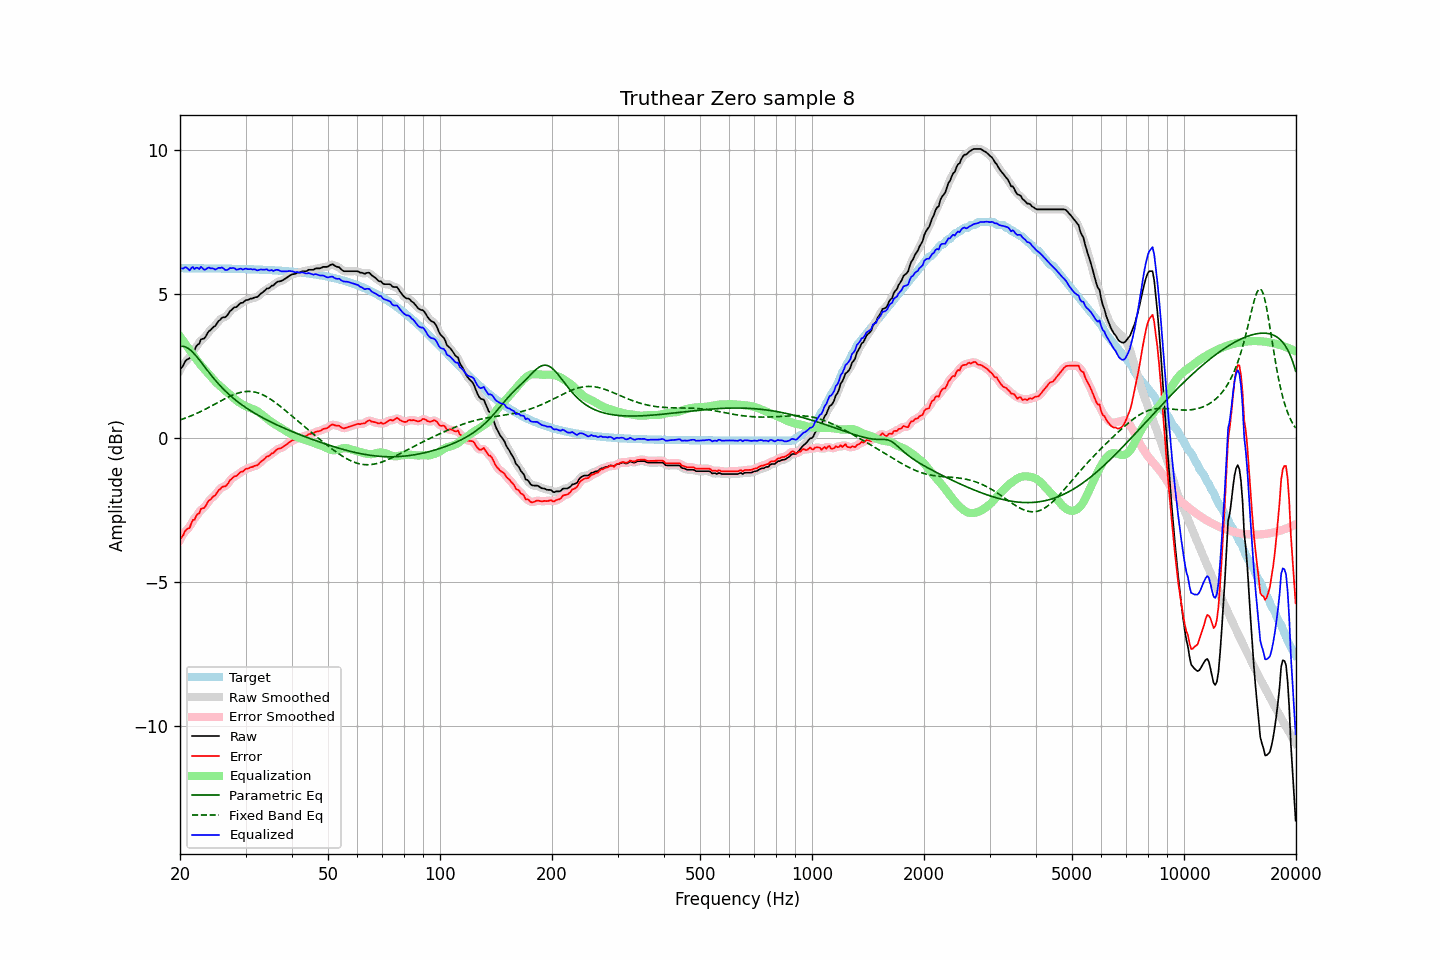 Truthear Zero sample 8
Amplitude (dBr)
10
5
0
−5
−10
Target
Raw Smoothed
Error Smoothed
Raw
Error
Equalization
Parametric Eq
Fixed Band Eq
Equalized
20 50 100 200 500 1000 2000 5000 10000 20000
Frequency (Hz)